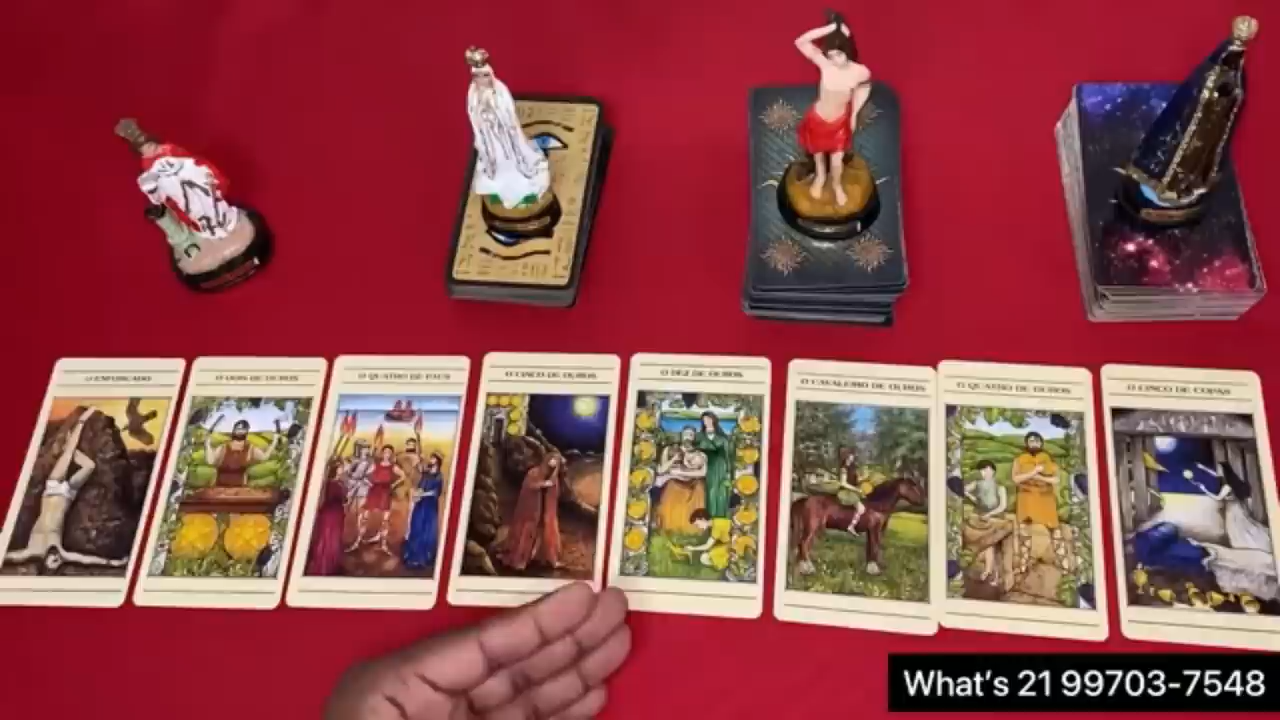 O ENFORCADO
O DOIS DE OUROS
O QUATRO DE PAUS
O CINCO DE OUROS
O DEZ DE OUROS
O CAVALEIRO DE OUROS
O QUATRO DE OUROS
O CINCO DE COPAS
What's 21 99703-7548